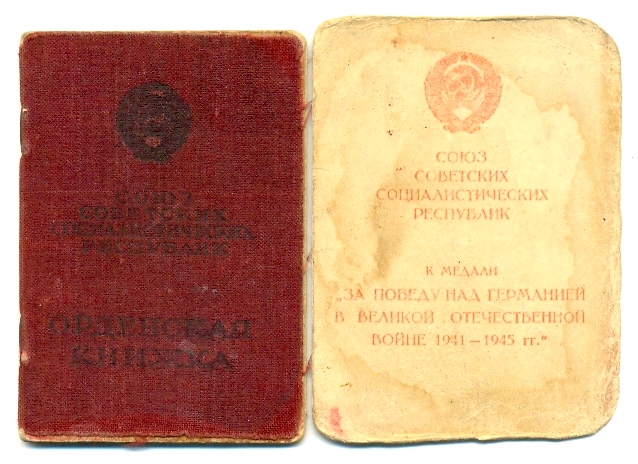 СОЮЗ
СОВЕТСКИХ
СОЦИАЛИСТИЧЕСКИХ
РЕСПУБЛИК
ОРДЕНСКАЯ
КНИЖКА
СОЮЗ
СОВЕТСКИХ
СОЦИАЛИСТИЧЕСКИХ
РЕСПУБЛИК
К МЕДАЛИ
„ЗА ПОБЕДУ НАД ГЕРМАНИЕЙ
В ВЕЛИКОЙ ОТЕЧЕСТВЕННОЙ
ВОЙНЕ 1941—1945 гг."